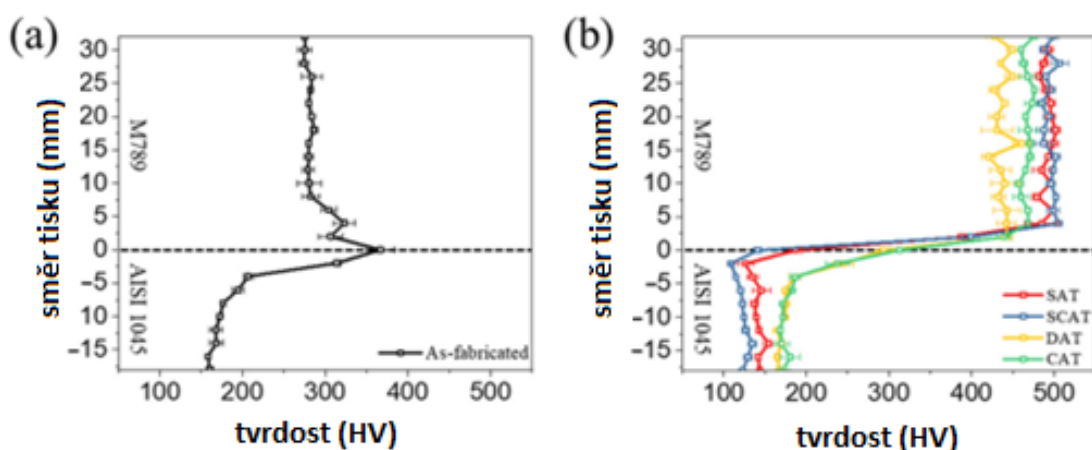 (a)
30
25
20
15
10
5
0
−5
−10
−15
směr tisku (mm)
M789
AISI 1045
As-fabricated
100 200 300 400 500
tvrdost (HV)
(b)
30
25
20
15
10
5
0
−5
−10
−15
směr tisku (mm)
M789
AISI 1045
SAT
SCAT
DAT
CAT
100 200 300 400 500
tvrdost (HV)